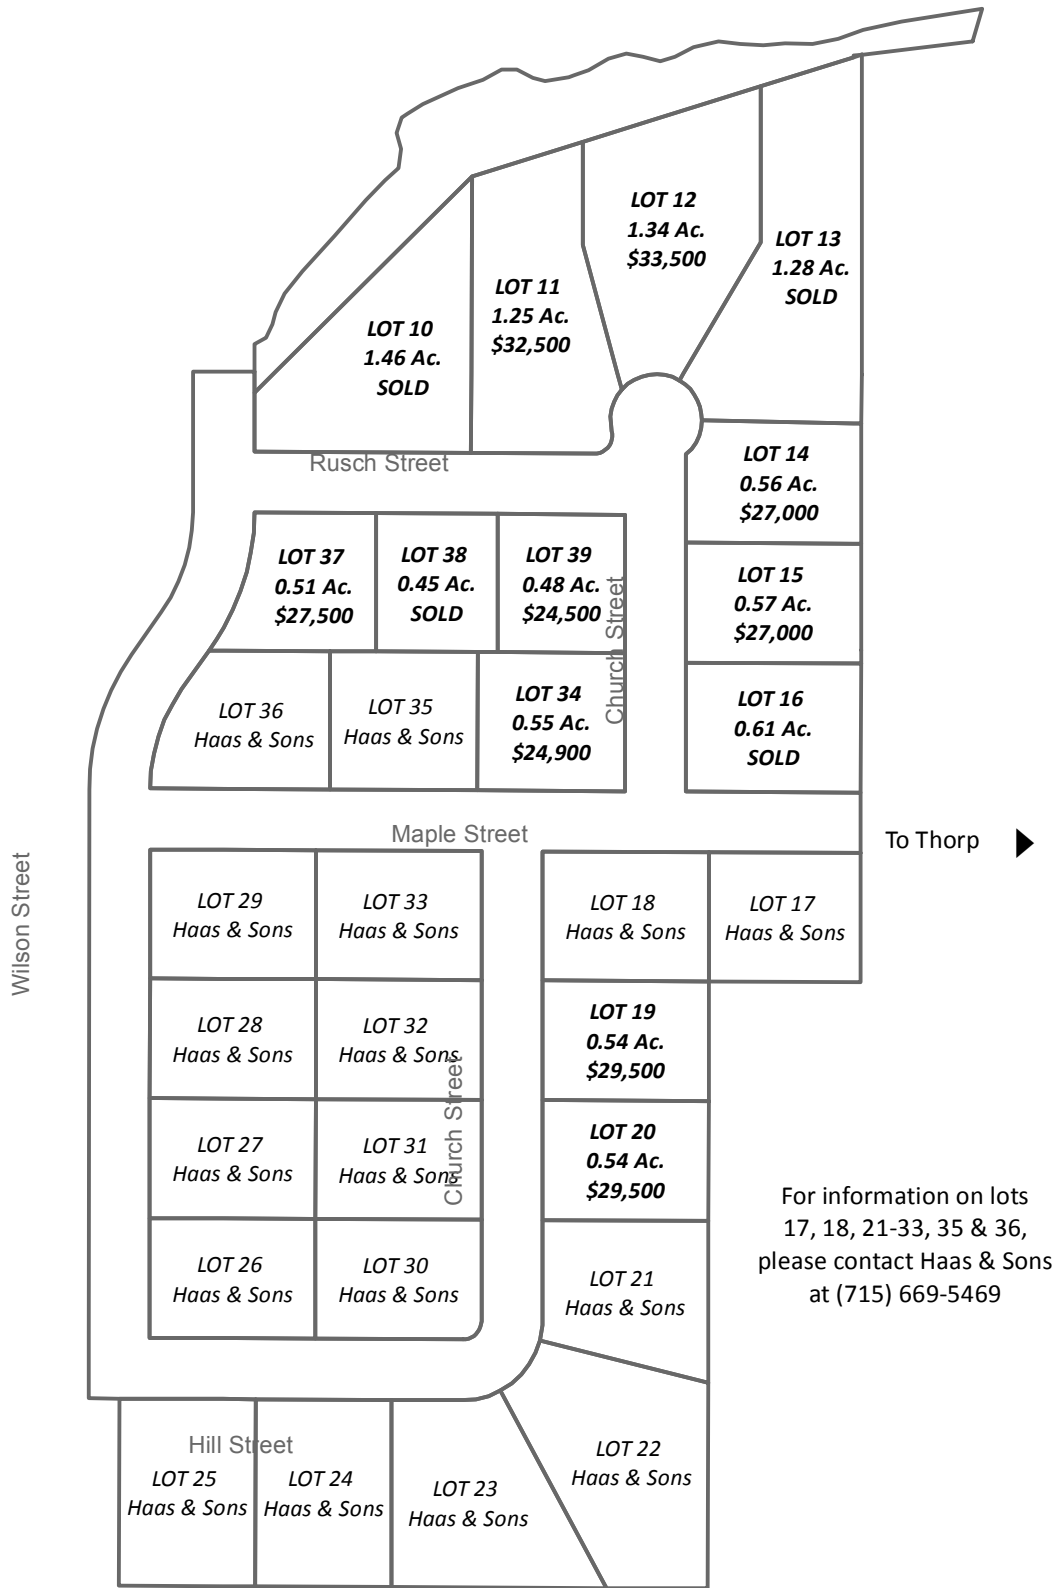 LOT 12
1.34 Ac.
$33,500
LOT 13
1.28 Ac.
SOLD
LOT 11
1.25 Ac.
$32,500
LOT 10
1.46 Ac.
SOLD
Rusch Street
LOT 14
0.56 Ac.
$27,000
LOT 37
0.51 Ac.
$27,500
LOT 38
0.45 Ac.
SOLD
LOT 39
0.48 Ac.
$24,500
Church Street
LOT 15
0.57 Ac.
$27,000
LOT 36
Haas & Sons
LOT 35
Haas & Sons
LOT 34
0.55 Ac.
$24,900
LOT 16
0.61 Ac.
SOLD
Maple Street
To Thorp
Wilson Street
LOT 29
Haas & Sons
LOT 33
Haas & Sons
LOT 18
Haas & Sons
LOT 17
Haas & Sons
LOT 28
Haas & Sons
LOT 32
Haas & Sons
LOT 19
0.54 Ac.
$29,500
Church Street
LOT 27
Haas & Sons
LOT 31
Haas & Sons
LOT 20
0.54 Ac.
$29,500
For information on lots
17, 18, 21-33, 35 & 36,
please contact Haas & Sons
at (715) 669-5469
LOT 26
Haas & Sons
LOT 30
Haas & Sons
LOT 21
Haas & Sons
Hill Street
LOT 25
Haas & Sons
LOT 24
Haas & Sons
LOT 23
Haas & Sons
LOT 22
Haas & Sons